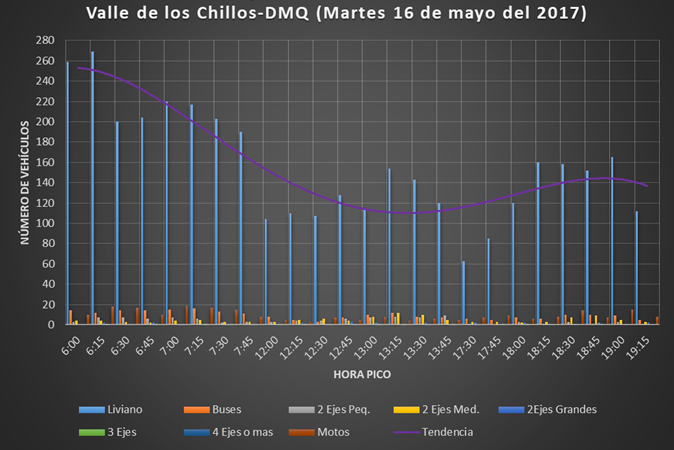 Valle de los Chillos-DMQ (Martes 16 de mayo del 2017)
NÚMERO DE VEHÍCULOS
280
260
240
220
200
180
160
140
120
100
80
60
40
20
0
6:00 6:15 6:30 6:45 7:00 7:15 7:30 7:45 12:00 12:15 12:30 12:45 13:00 13:15 13:30 13:45 17:30 17:45 18:00 18:15 18:30 18:45 19:00 19:15
HORA PICO
Liviano Buses 2 Ejes Peq. 2 Ejes Med. 2Ejes Grandes
3 Ejes 4 Ejes o mas Motos Tendencia